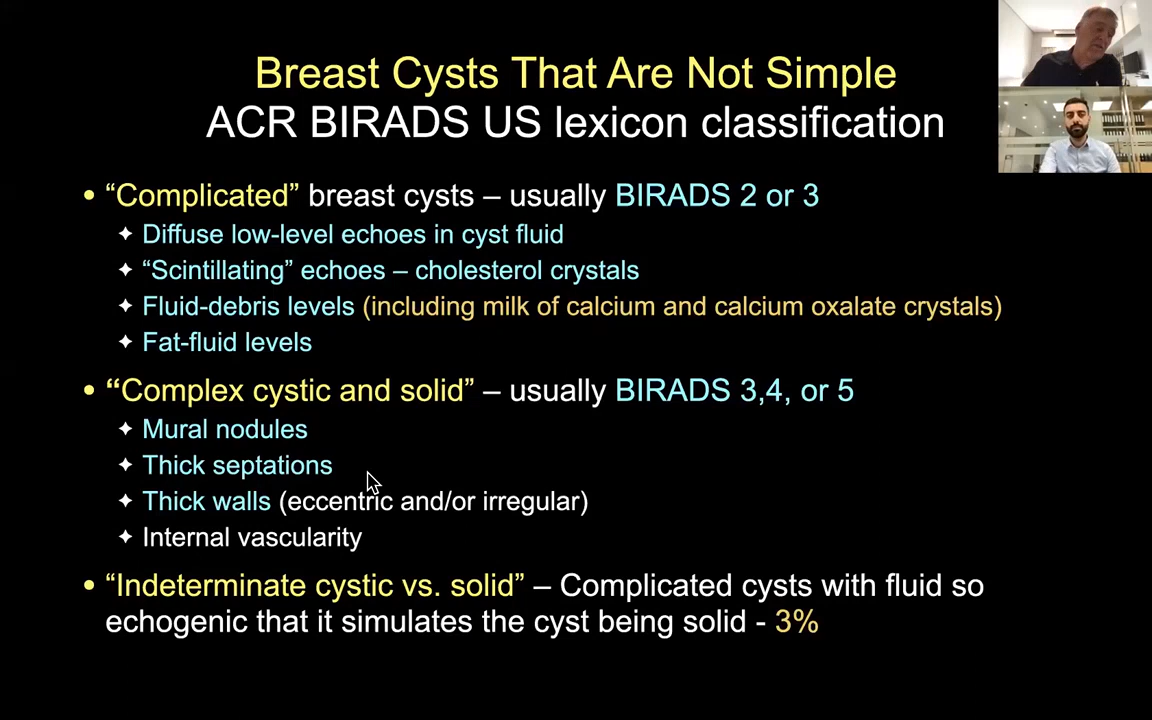 Breast Cysts That Are Not Simple
ACR BIRADS US lexicon classification
• “Complicated” breast cysts – usually BIRADS 2 or 3
✦ Diffuse low-level echoes in cyst fluid
✦ “Scintillating” echoes – cholesterol crystals
✦ Fluid-debris levels (including milk of calcium and calcium oxalate crystals)
✦ Fat-fluid levels
• “Complex cystic and solid” – usually BIRADS 3,4, or 5
✦ Mural nodules
✦ Thick septations
✦ Thick walls (eccentric and/or irregular)
✦ Internal vascularity
• “Indeterminate cystic vs. solid” – Complicated cysts with fluid so
echogenic that it simulates the cyst being solid - 3%